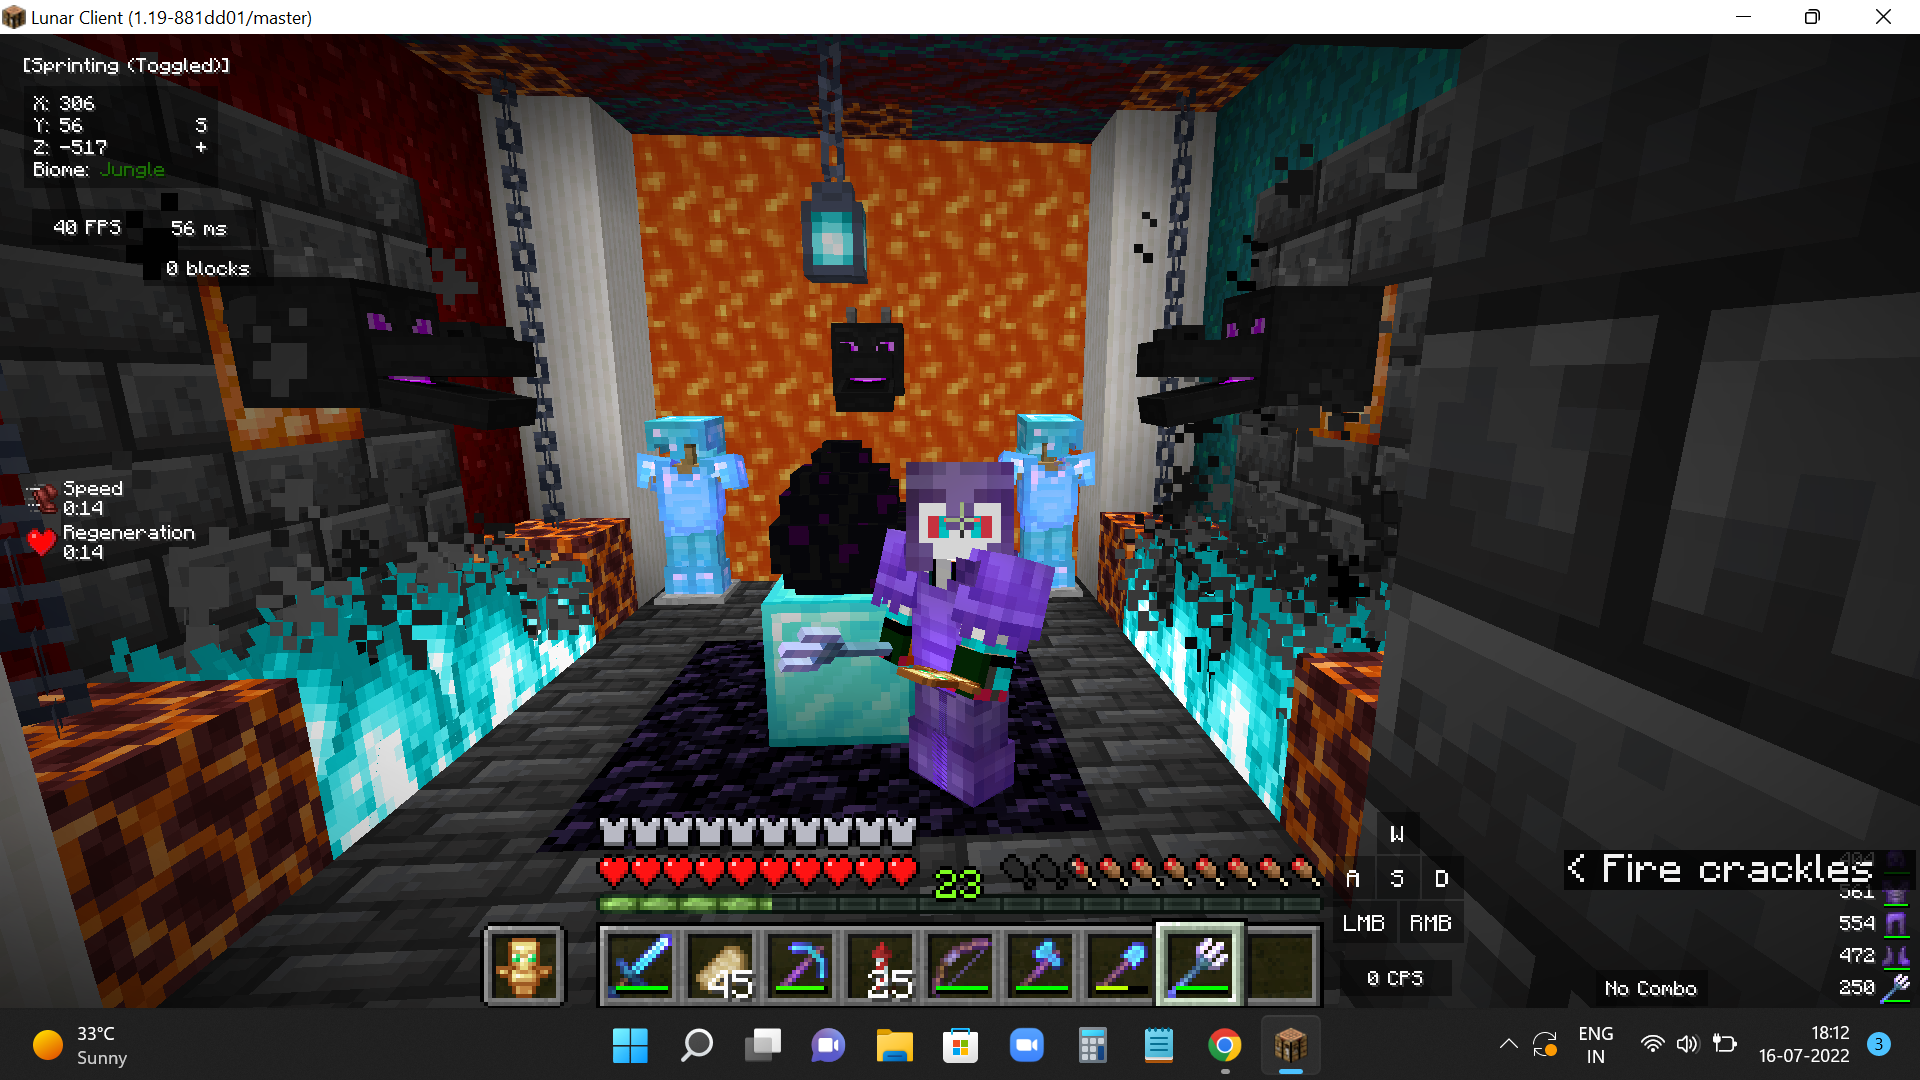 Lunar Client (1.19-881dd01/master)
[Sprinting (Toggled)]
X: 306
Y: 56 S
Z: -517 +
Biome: Jungle
40 FPS 56 ms
0 blocks
Speed
0:14
Regeneration
0:14
23
W
A S D
LMB RMB
0 CPS
< Fire crackles
561
554
472
250
No Combo
45
25
33°C
Sunny
ENG
IN
18:12
16-07-2022
3